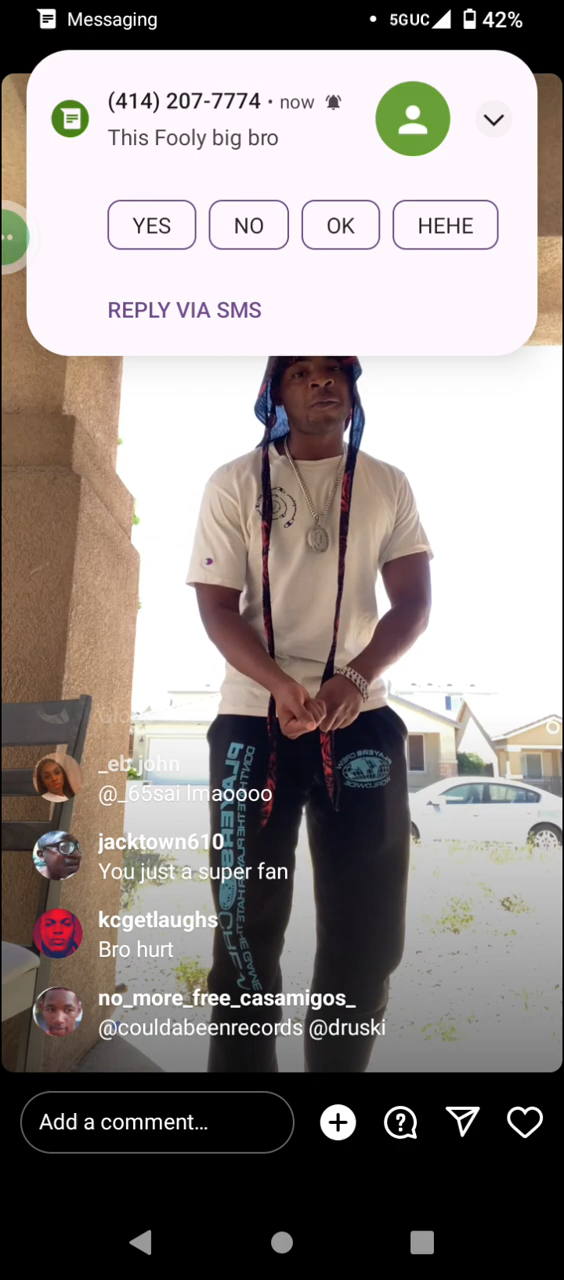 Messaging
5GUC 42%
(414) 207-7774 • now
This Fooly big bro
YES NO OK HEHE
REPLY VIA SMS
_eb.john
@_65sai lmaoooo
jacktown610
You just a super fan
kcgetlaughs
Bro hurt
no_more_free_casamigos_
@couldabeenrecords @druski
Add a comment...